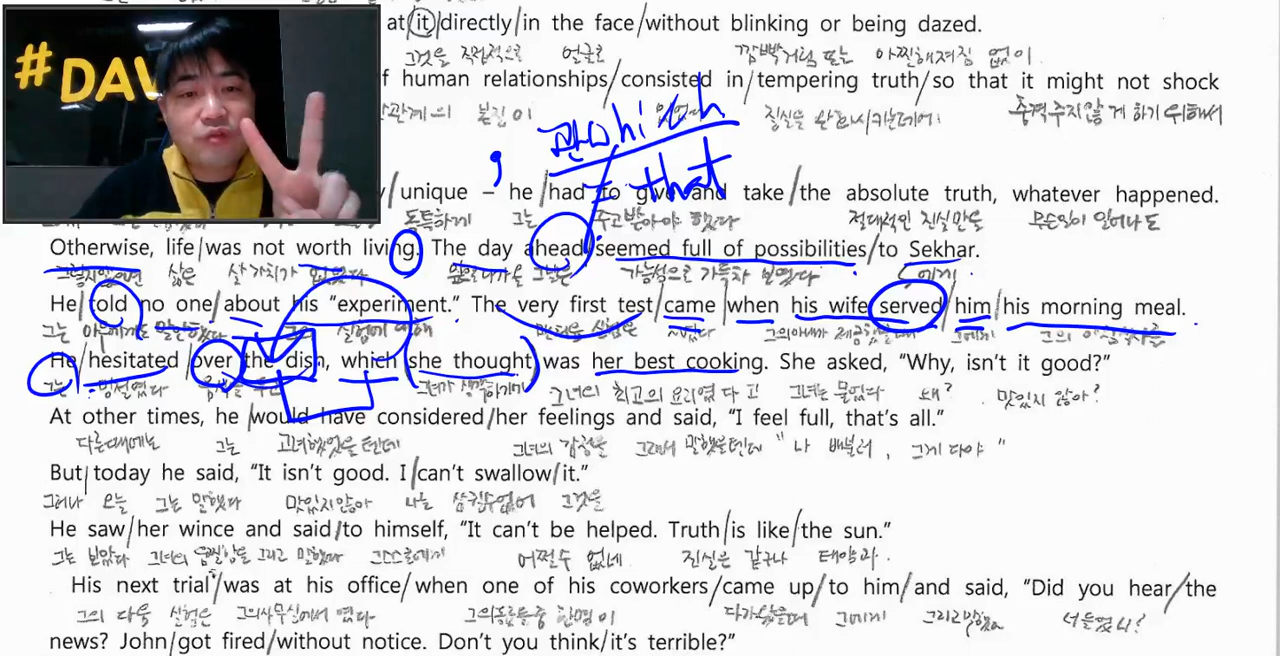 #DAV
at it directly in the face without blinking or being dazed.
그것을 직접적으로 얼굴로 깜빡거림 또는 아찔해져짐 없이
f human relationships/consisted in/tempering truth/so that it might not shock
관계의 본질이 있었다 진실을 완화시키는데에 충격주지않게 하기 위해서
, 관대 which
that
/unique – he/had to give and take/the absolute truth, whatever happened.
독특하게 그는 주고받아야 했다 절대적인 진실만을 무슨일이 일어나도
Otherwise, life/was not worth living. The day ahead/seemed full of possibilities/to Sekhar.
그렇지않으면 삶은 살 가치가 없었다 그날은 가능성으로 가득차 보였다 에게
He/told no one/about his “experiment.” The very first test/came/when his wife served/him/his morning meal.
그는 아무에게도 말안했다 그의 실험에 대해 그의아내가 제공했을때 그에게 그의 아침식사를
He/hesitated/over the dish, which (she thought) was her best cooking. She asked, “Why, isn’t it good?”
그는 망설였다 그녀가 생각하기에 그녀의 최고의 요리였다고 그녀는 물었다 왜? 맛있지 않아?
At other times, he/would have considered/her feelings and said, “I feel full, that’s all.”
다른때에는 그는 고려했었을 텐데 그녀의 감정을 그래서 말했을텐데 "나 배불러, 그게 다야"
But/today he said, “It isn’t good. I/can’t swallow/it.”
그러나 오늘 그는 말했다 맛있지않아 나는 삼킬수없어 그것을
He saw/her wince and said/to himself, “It can’t be helped. Truth/is like/the sun.”
그는 보았다 그녀의 움찔함을 그리고 말했다 그스스로에게 어쩔수 없네 진실은 같구나 태양과.
His next trial/was at his office/when one of his coworkers/came up/to him/and said, “Did you hear/the
그의 다음 실험은 그의사무실에서 였다 그의동료들중 한명이 다가왔을때 그에게 그리고말했다 너들었니?
news? John/got fired/without notice. Don’t you think/it’s terrible?”